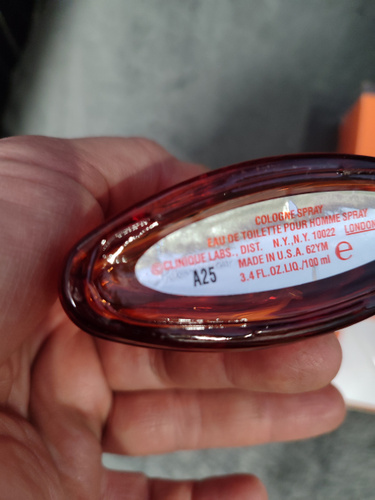 COLOGNE SPRAY
EAU DE TOILETTE POUR HOMME SPRAY
© CLINIQUE LABS., DIST. N.Y., N.Y. 10022 LONDON
MADE IN U.S.A. 62YM e
A25
3.4 FL.OZ.LIQ./100 ml